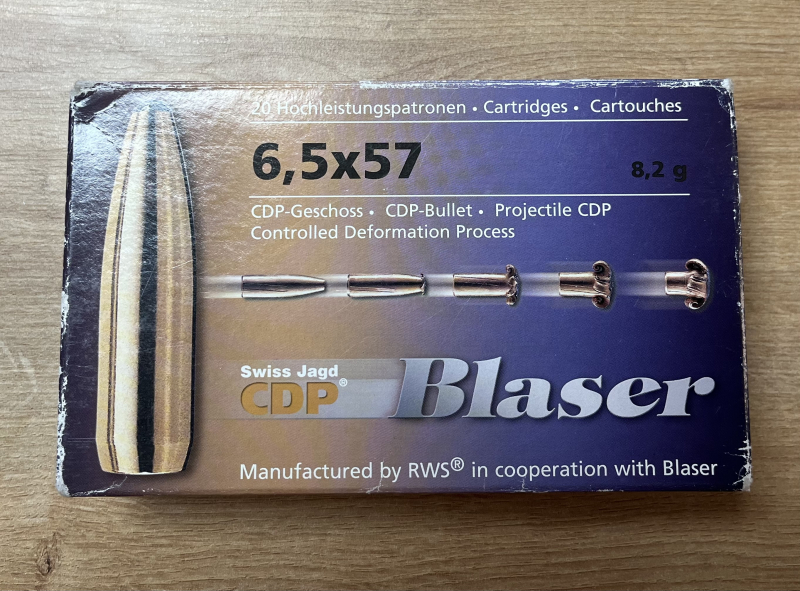 20 Hochleistungspatronen • Cartridges • Cartouches
6,5x57 8,2 g
CDP-Geschoss • CDP-Bullet • Projectile CDP
Controlled Deformation Process
Swiss Jagd
CDP® Blaser
Manufactured by RWS® in cooperation with Blaser